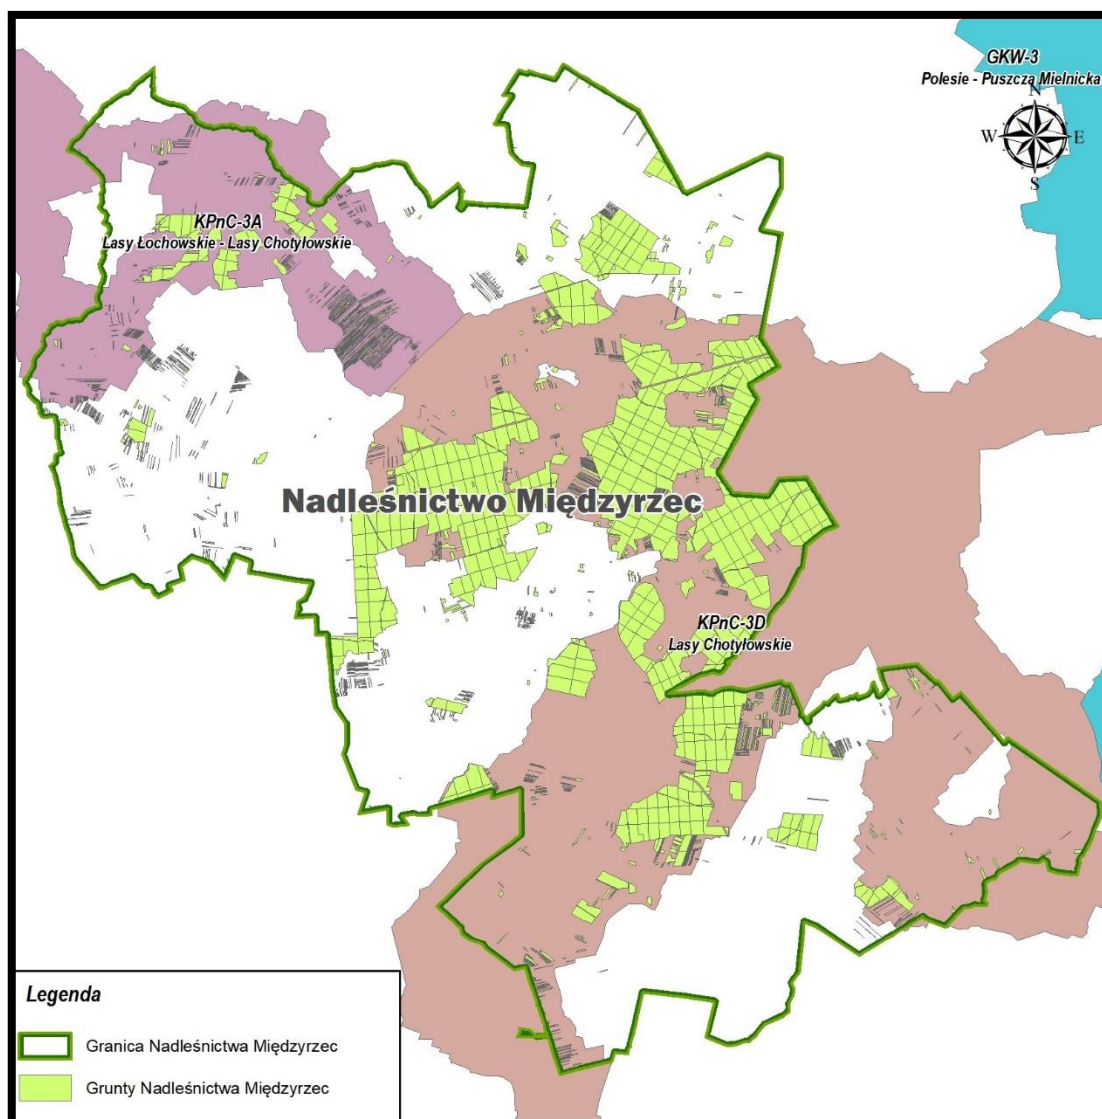 GKW-3
Polesie - Puszcza Mielnicka
N
W
E
S
KPnC-3A
Lasy Łochowskie - Lasy Chotyłowskie
Nadleśnictwo Międzyrzec
KPnC-3D
Lasy Chotyłowskie
Legenda
Granica Nadleśnictwa Międzyrzec
Grunty Nadleśnictwa Międzyrzec